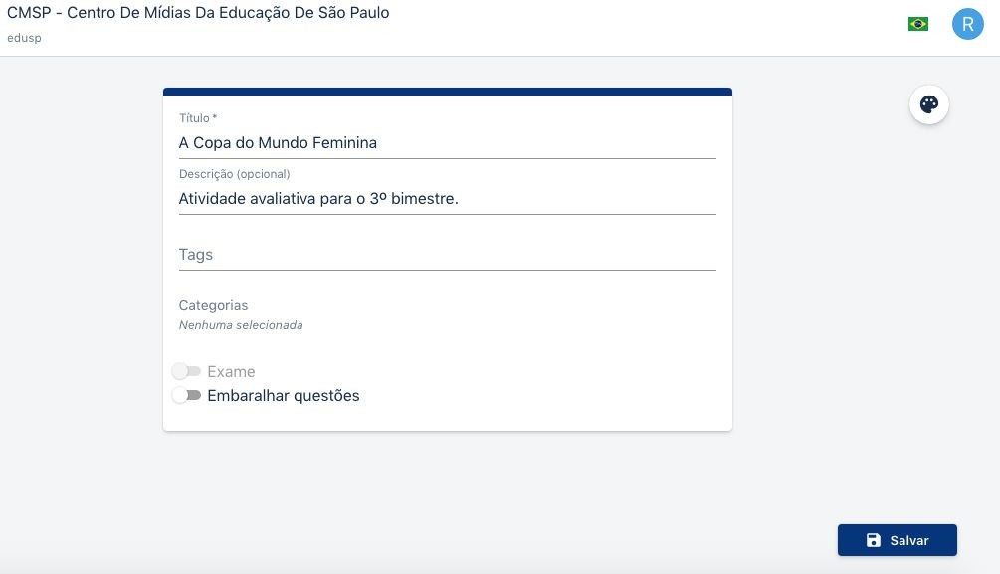 CMSP - Centro De Mídias Da Educação De São Paulo
edusp
R
Título *
A Copa do Mundo Feminina
Descrição (opcional)
Atividade avaliativa para o 3º bimestre.
Tags
Categorias
Nenhuma selecionada
Exame
Embaralhar questões
Salvar